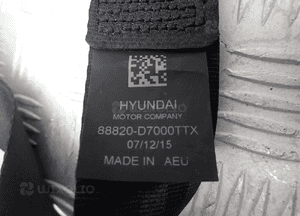 HYUNDAI
MOTOR COMPANY
88820-D7000TTX
07/12/15
MADE IN AEU